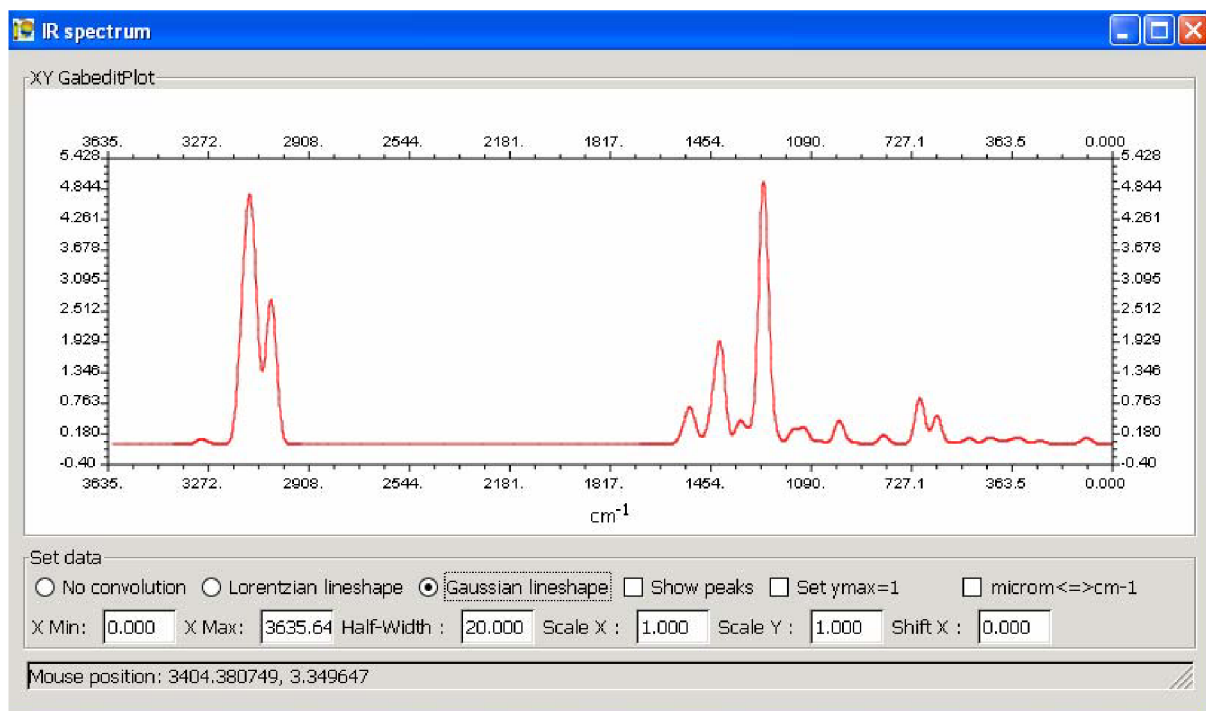 IR spectrum
XY GabeditPlot
3635. 3272. 2908. 2544. 2181. 1817. 1454. 1090. 727.1 363.5 0.000
5.428 5.428
4.844 4.844
4.261 4.261
3.678 3.678
3.095 3.095
2.512 2.512
1.929 1.929
1.346 1.346
0.763 0.763
0.180 0.180
-0.40 -0.40
3635. 3272. 2908. 2544. 2181. 1817. 1454. 1090. 727.1 363.5 0.000
cm-1
Set data
No convolution Lorentzian lineshape Gaussian lineshape Show peaks Set ymax=1 microm<=>cm-1
X Min: 0.000 X Max: 3635.64 Half-Width : 20.000 Scale X : 1.000 Scale Y : 1.000 Shift X : 0.000
Mouse position: 3404.380749, 3.349647